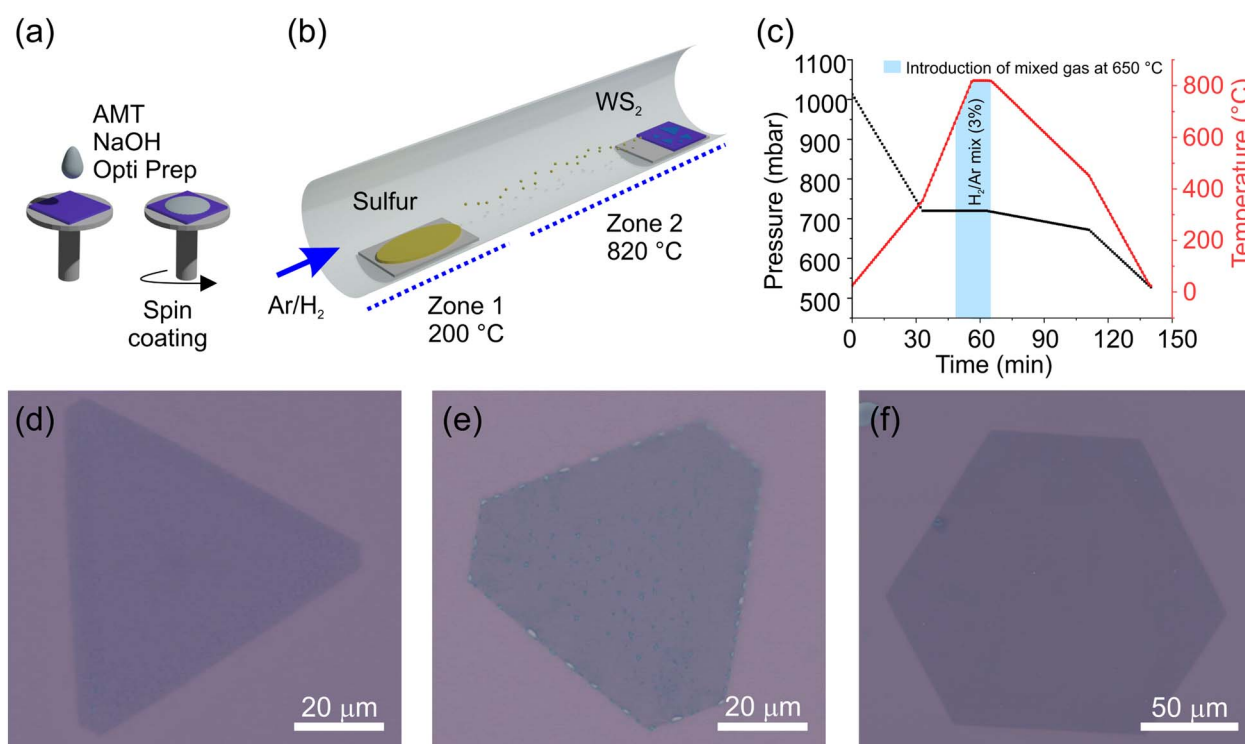 (a)
AMT
NaOH
Opti Prep
Spin
coating
(b)
WS₂
Sulfur
Zone 2
820 °C
Ar/H₂
Zone 1
200 °C
(c)
Introduction of mixed gas at 650 °C
H₂/Ar mix (3%)
Pressure (mbar)
1100
1000
900
800
700
600
500
Temperature (°C)
800
600
400
200
0
0 30 60 90 120 150
Time (min)
(d)
20 μm
(e)
20 μm
(f)
50 μm